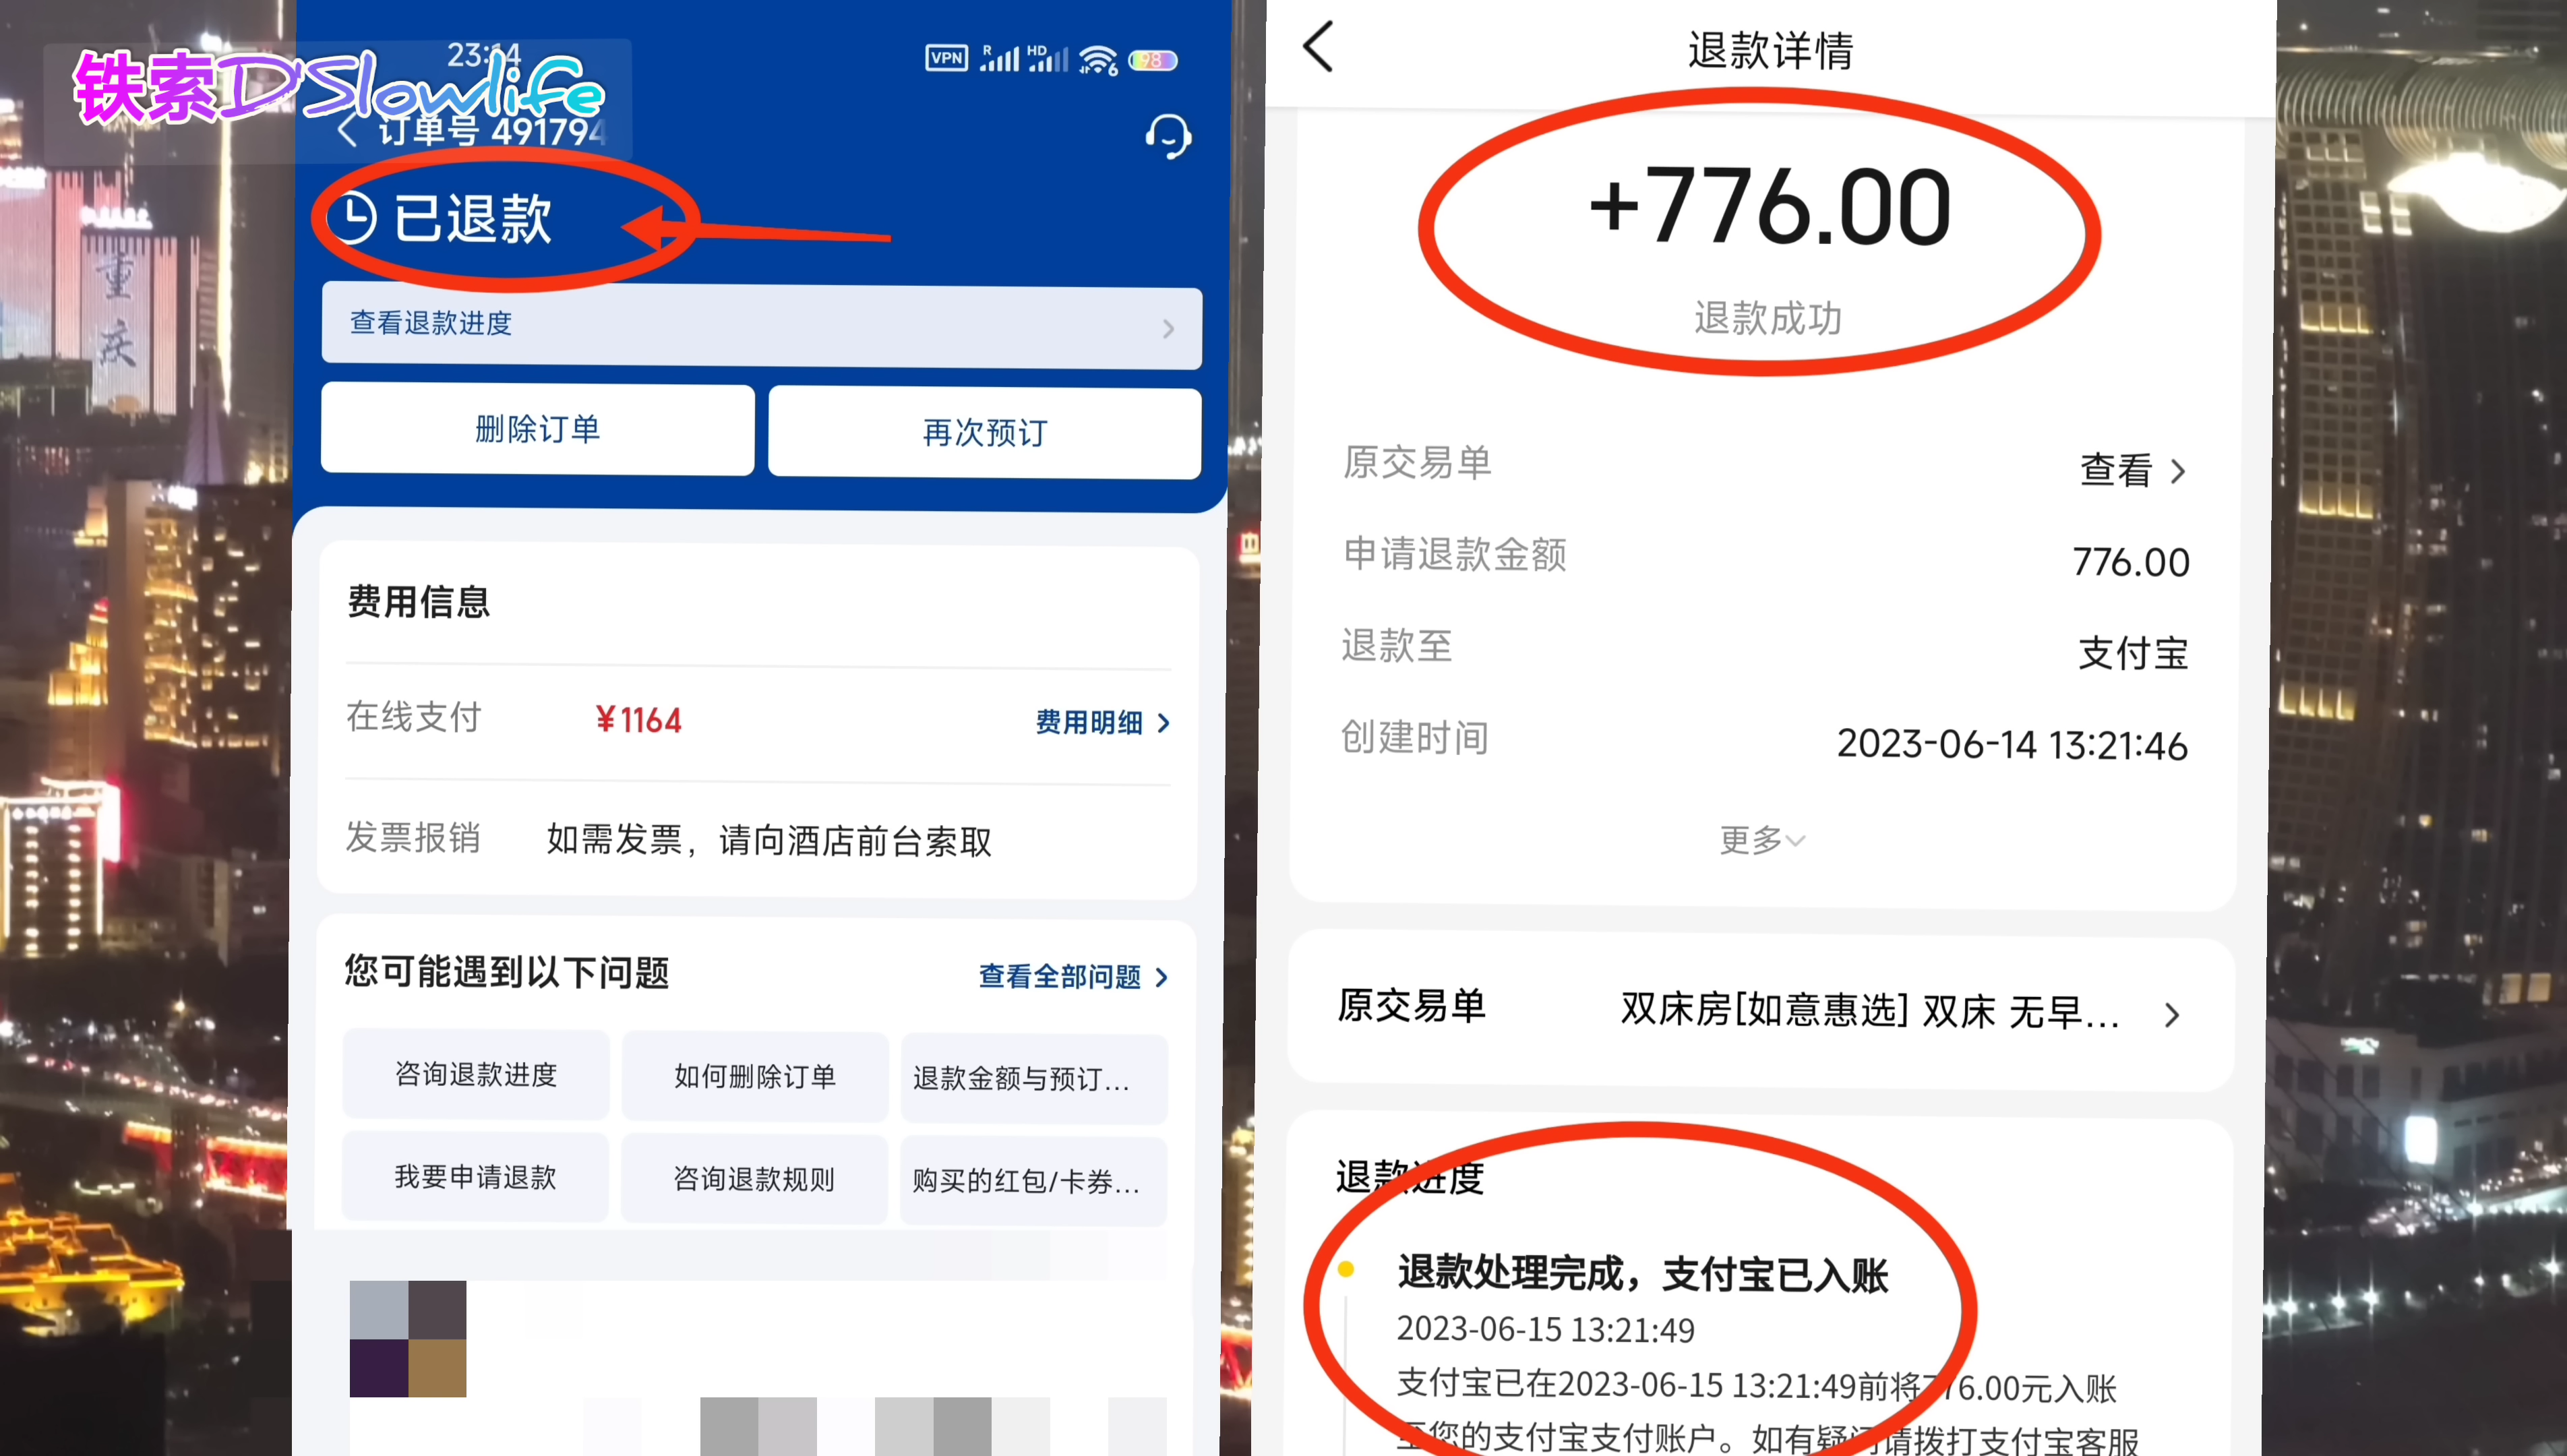 铁索D'Slowlife
23:14
VPN
R
HD
6
98
订单号 491794
已退款
查看退款进度
删除订单
再次预订
费用信息
在线支付
¥1164
费用明细
发票报销
如需发票，请向酒店前台索取
您可能遇到以下问题
查看全部问题
咨询退款进度
如何删除订单
退款金额与预订...
我要申请退款
咨询退款规则
购买的红包/卡券...
退款详情
+776.00
退款成功
原交易单
查看
申请退款金额
776.00
退款至
支付宝
创建时间
2023-06-14 13:21:46
更多
原交易单
双床房[如意惠选] 双床 无早...
退款进度
退款处理完成，支付宝已入账
2023-06-15 13:21:49
支付宝已在2023-06-15 13:21:49前将776.00元入账
至您的支付宝支付账户。如有疑问请拨打支付宝客服
重庆